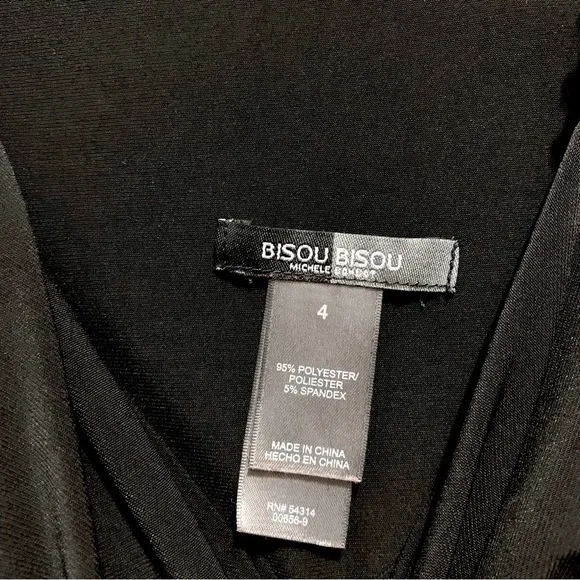 BISOU BISOU
MICHELE BOHBOT
4
95% POLYESTER/
POLIESTER
5% SPANDEX
MADE IN CHINA
HECHO EN CHINA
RN# 54314
00656-9